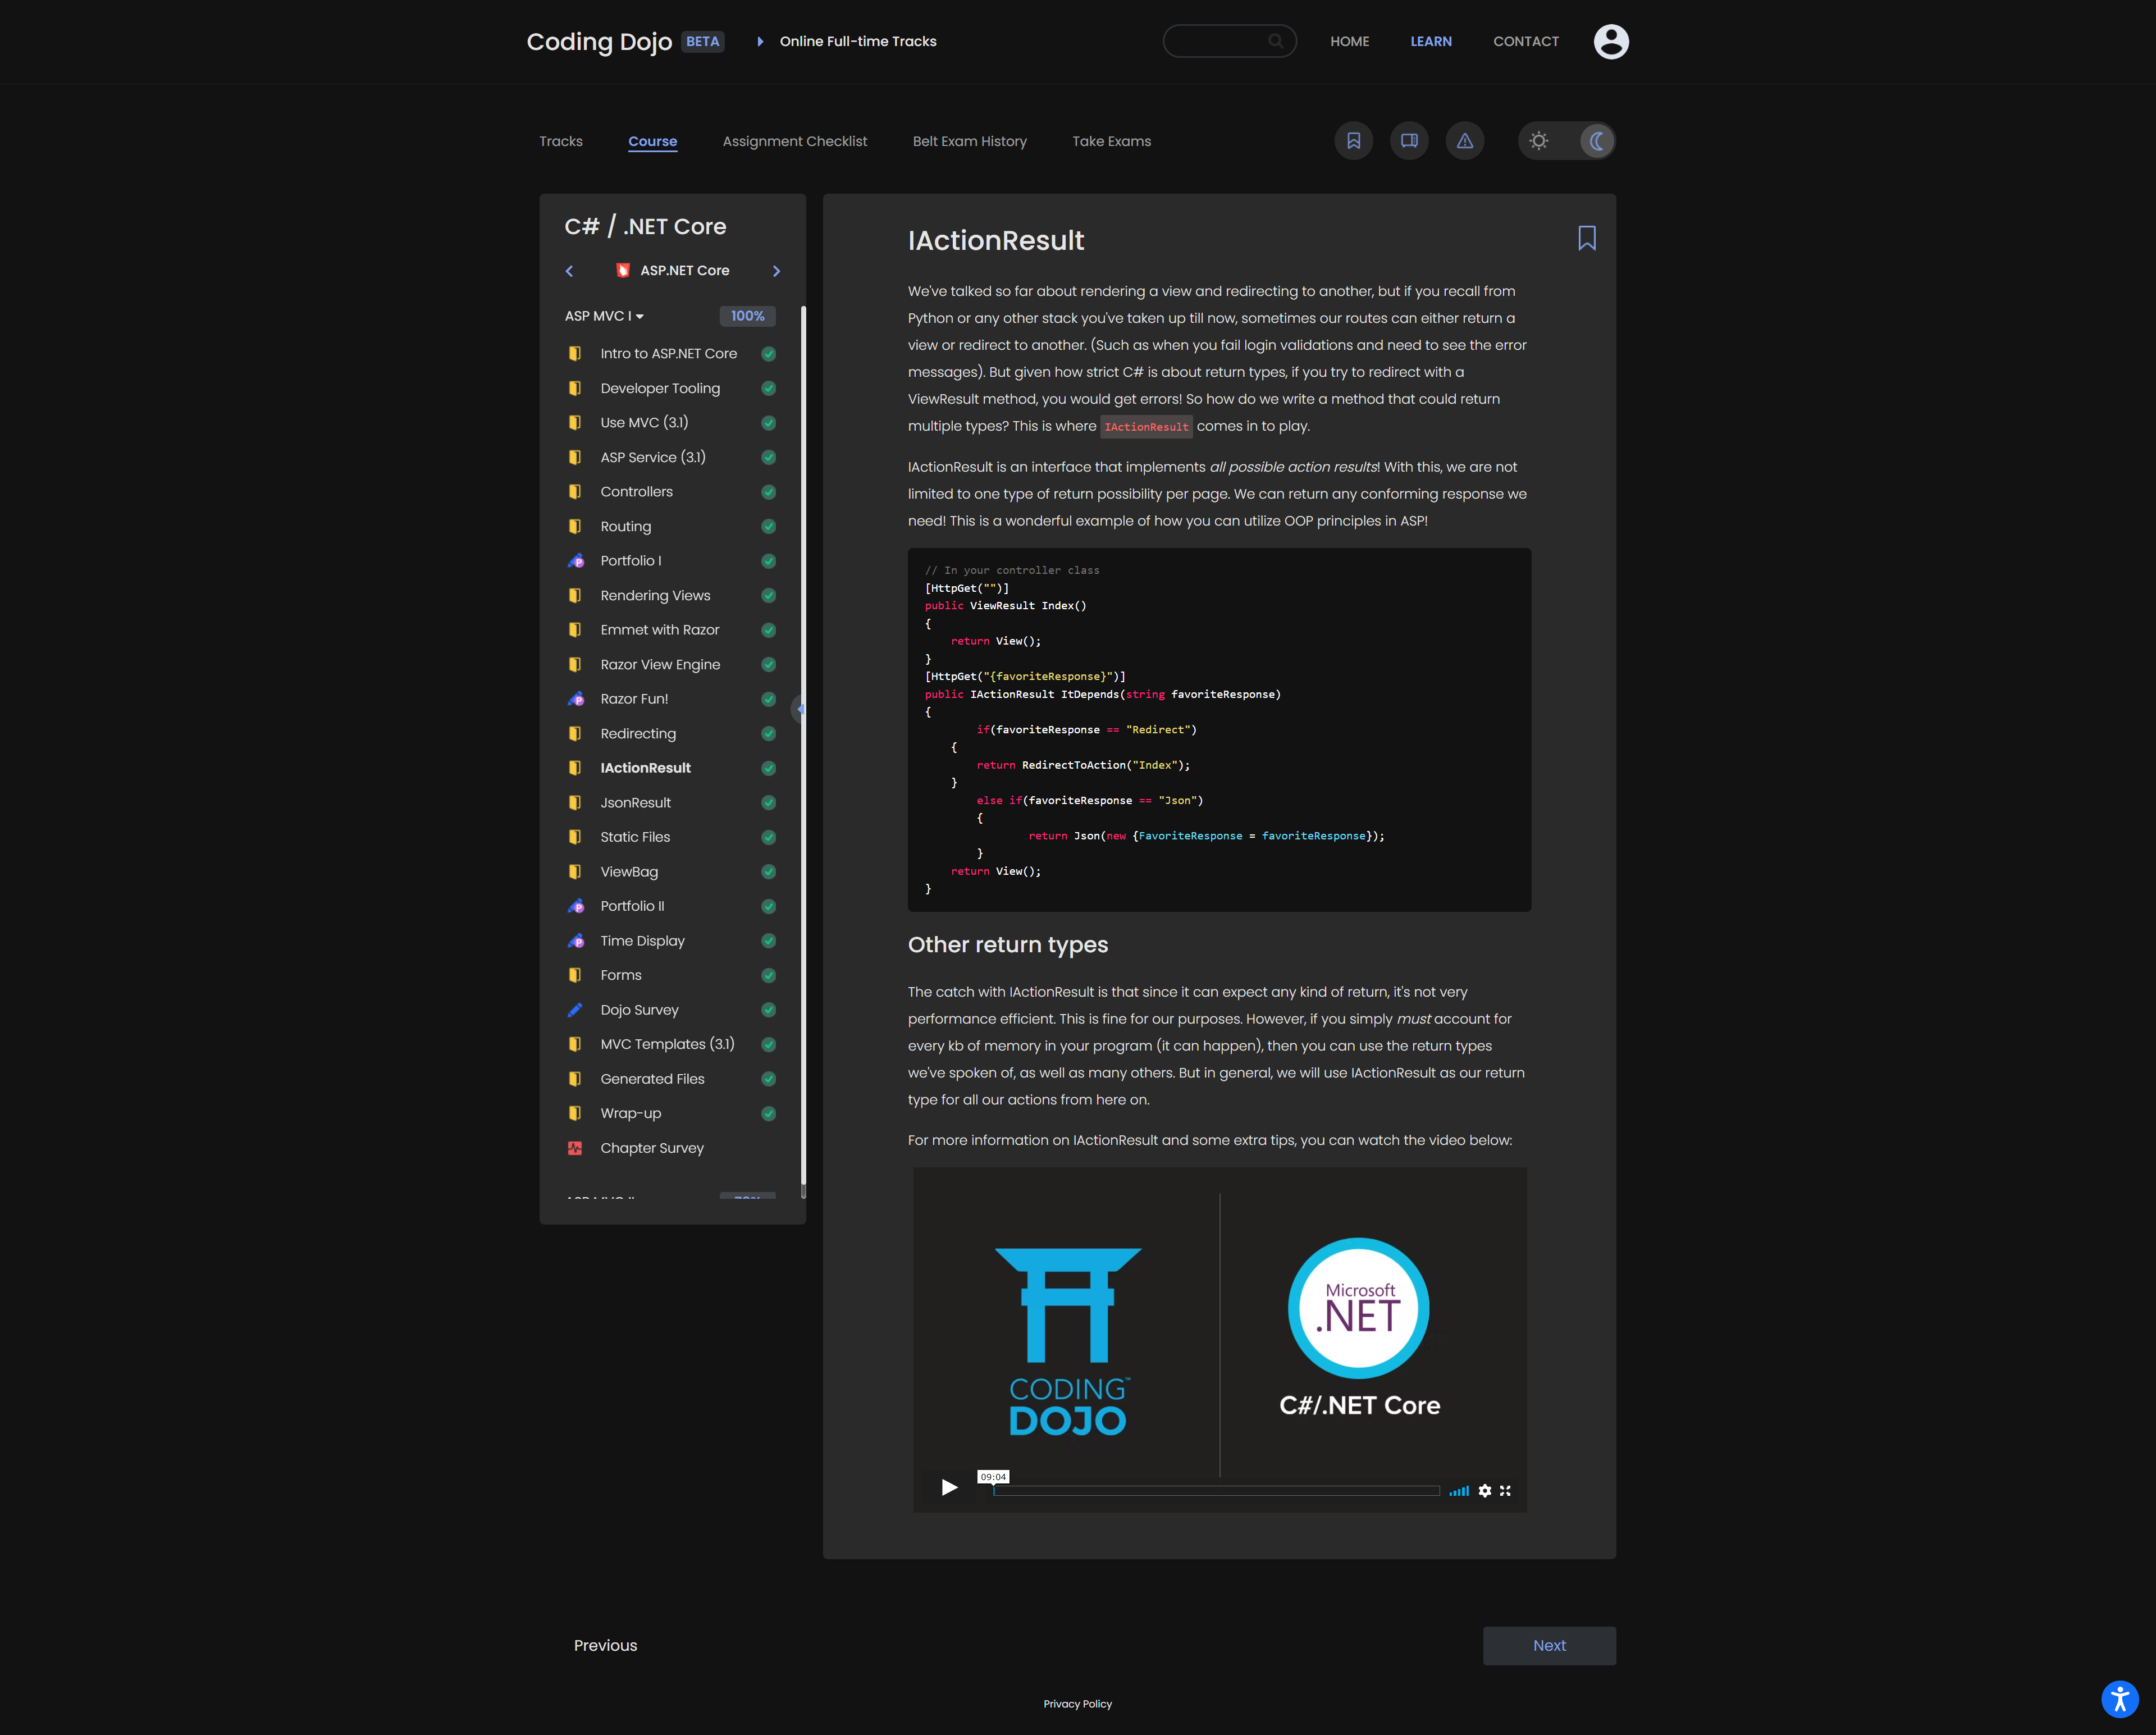 Coding Dojo BETA
Online Full-time Tracks
HOME
LEARN
CONTACT
Tracks
Course
Assignment Checklist
Belt Exam History
Take Exams
C# / .NET Core
ASP.NET Core
ASP MVC I
100%
Intro to ASP.NET Core
Developer Tooling
Use MVC (3.1)
ASP Service (3.1)
Controllers
Routing
Portfolio I
Rendering Views
Emmet with Razor
Razor View Engine
Razor Fun!
Redirecting
IActionResult
JsonResult
Static Files
ViewBag
Portfolio II
Time Display
Forms
Dojo Survey
MVC Templates (3.1)
Generated Files
Wrap-up
Chapter Survey
IActionResult
We've talked so far about rendering a view and redirecting to another, but if you recall from
Python or any other stack you've taken up till now, sometimes our routes can either return a
view or redirect to another. (Such as when you fail login validations and need to see the error
messages). But given how strict C# is about return types, if you try to redirect with a
ViewResult method, you would get errors! So how do we write a method that could return
multiple types? This is where IActionResult comes in to play.
IActionResult is an interface that implements all possible action results! With this, we are not
limited to one type of return possibility per page. We can return any conforming response we
need! This is a wonderful example of how you can utilize OOP principles in ASP!
// In your controller class
[HttpGet("")]
public ViewResult Index()
{
    return View();
}
[HttpGet("{favoriteResponse}")]
public IActionResult ItDepends(string favoriteResponse)
{
        if(favoriteResponse == "Redirect")
    {
        return RedirectToAction("Index");
    }
        else if(favoriteResponse == "Json")
        {
                return Json(new {FavoriteResponse = favoriteResponse});
        }
    return View();
}
Other return types
The catch with IActionResult is that since it can expect any kind of return, it's not very
performance efficient. This is fine for our purposes. However, if you simply must account for
every kb of memory in your program (it can happen), then you can use the return types
we've spoken of, as well as many others. But in general, we will use IActionResult as our return
type for all our actions from here on.
For more information on IActionResult and some extra tips, you can watch the video below:
CODING™
DOJO
Microsoft
.NET
C#/.NET Core
09:04
Previous
Next
Privacy Policy